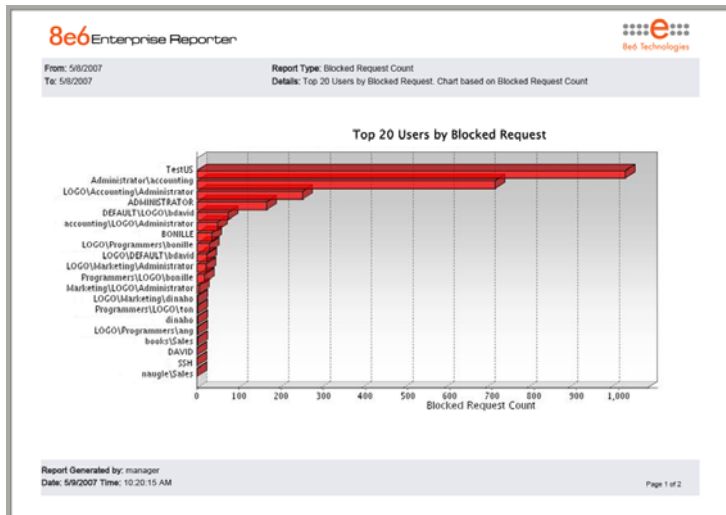 8e6 Enterprise Reporter
e
8e6 Technologies
From: 5/8/2007
To: 5/8/2007
Report Type: Blocked Request Count
Details: Top 20 Users by Blocked Request. Chart based on Blocked Request Count
Top 20 Users by Blocked Request
TestUS
Administrator\accounting
LOGO\Accounting\Administrator
ADMINISTRATOR
DEFAULT\LOGO\bdavid
accounting\LOGO\Administrator
BONILLE
LOGO\Programmers\bonille
LOGO\DEFAULT\bdavid
LOGO\Marketing\Administrator
Programmers\LOGO\bonille
Marketing\LOGO\Administrator
LOGO\Marketing\dinaho
Programmers\LOGO\ton
dinaho
LOGO\Programmers\ang
books\Sales
DAVID
SSH
naugle\Sales
0 100 200 300 400 500 600 700 800 900 1,000
Blocked Request Count
Report Generated by: manager
Date: 5/9/2007 Time: 10:20:15 AM
Page 1 of 2